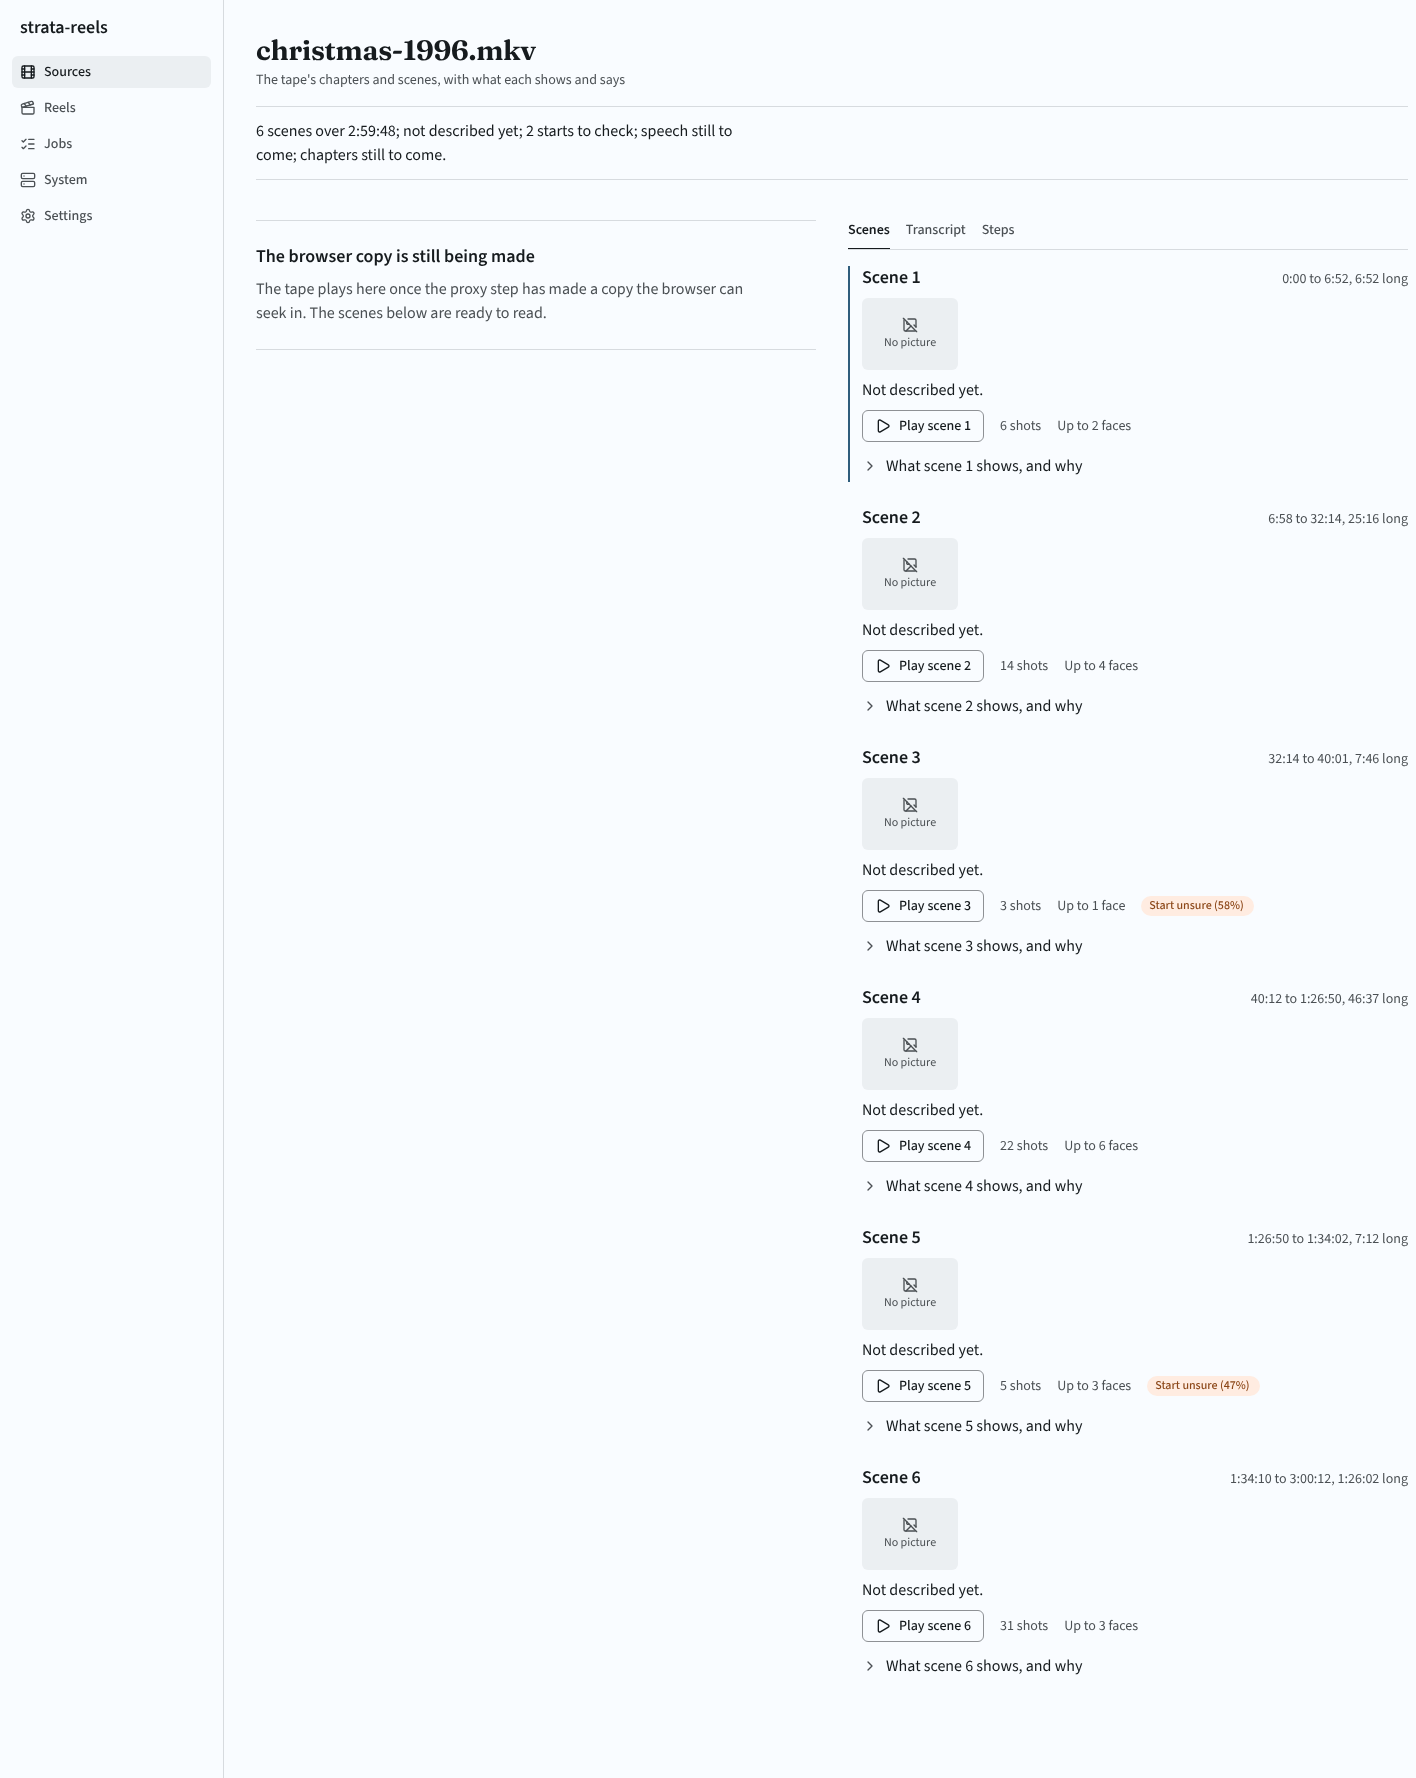 strata-reels
Sources
Reels
Jobs
System
Settings
christmas-1996.mkv
The tape's chapters and scenes, with what each shows and says
6 scenes over 2:59:48; not described yet; 2 starts to check; speech still to
come; chapters still to come.
The browser copy is still being made
The tape plays here once the proxy step has made a copy the browser can
seek in. The scenes below are ready to read.
Scenes Transcript Steps
Scene 1 0:00 to 6:52, 6:52 long
No picture
Not described yet.
Play scene 1 6 shots Up to 2 faces
What scene 1 shows, and why
Scene 2 6:58 to 32:14, 25:16 long
No picture
Not described yet.
Play scene 2 14 shots Up to 4 faces
What scene 2 shows, and why
Scene 3 32:14 to 40:01, 7:46 long
No picture
Not described yet.
Play scene 3 3 shots Up to 1 face Start unsure (58%)
What scene 3 shows, and why
Scene 4 40:12 to 1:26:50, 46:37 long
No picture
Not described yet.
Play scene 4 22 shots Up to 6 faces
What scene 4 shows, and why
Scene 5 1:26:50 to 1:34:02, 7:12 long
No picture
Not described yet.
Play scene 5 5 shots Up to 3 faces Start unsure (47%)
What scene 5 shows, and why
Scene 6 1:34:10 to 3:00:12, 1:26:02 long
No picture
Not described yet.
Play scene 6 31 shots Up to 3 faces
What scene 6 shows, and why